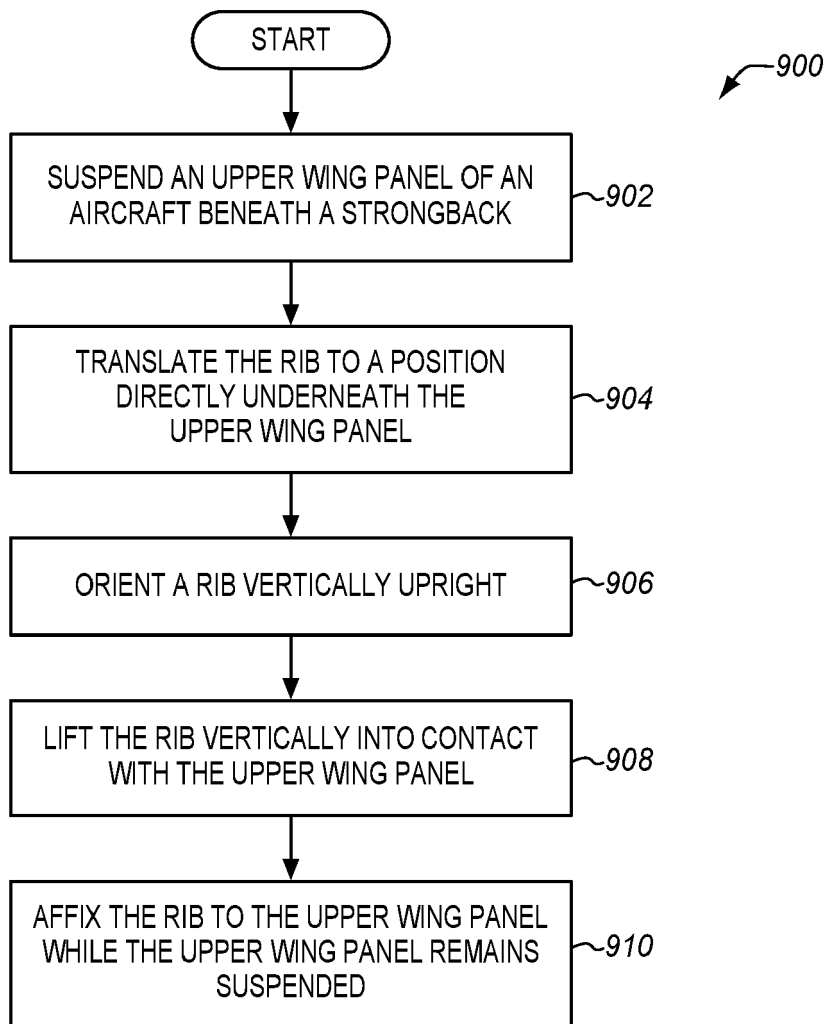 START
900
SUSPEND AN UPPER WING PANEL OF AN
AIRCRAFT BENEATH A STRONGBACK
902
TRANSLATE THE RIB TO A POSITION
DIRECTLY UNDERNEATH THE
UPPER WING PANEL
904
ORIENT A RIB VERTICALLY UPRIGHT
906
LIFT THE RIB VERTICALLY INTO CONTACT
WITH THE UPPER WING PANEL
908
AFFIX THE RIB TO THE UPPER WING PANEL
WHILE THE UPPER WING PANEL REMAINS
SUSPENDED
910